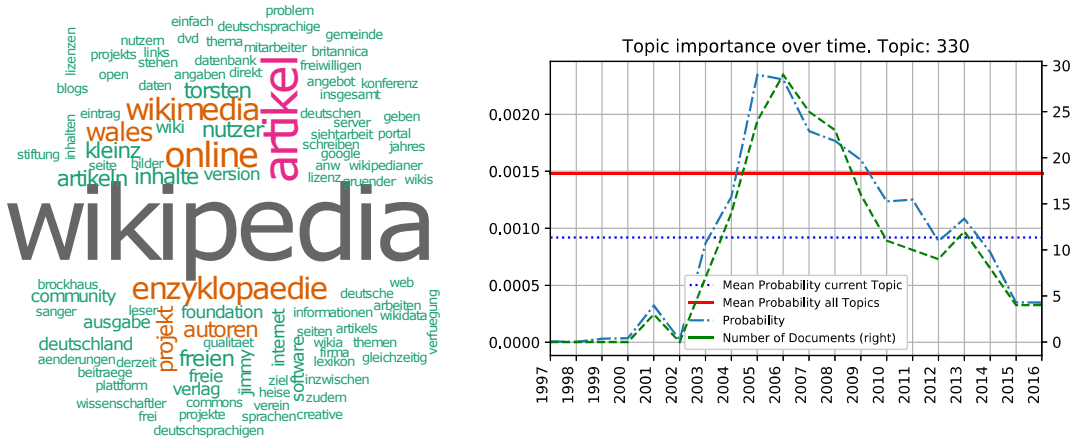 problem
einfach deutschsprachige
nutzern dvd thema mitarbeiter gemeinde
lizenzen projekts links datenbank britannica
stehen freiwilligen
open angaben direkt angebot konferenz
blogs daten torsten insgesamt
eintrag wikimedia artikel deutschen geben
inhalten wales wiki nutzer server
siehtarbeit portal
stiftung kleinz schreiben jahres
seite bilder online google
anw wikipedianer
artikeln inhalte version lizenz gruender wikis
wikipedia
brockhaus enzyklopaedie web
community deutsche
sanger leser foundation informationen arbeiten wikidata verfuegung
ausgabe projekt autoren internet seiten artikels
deutschland qualitaet wikia themen
aenderungen derzeit freien jimmy software firma gleichzeitig
lexikon
beitraege freie ziel inzwischen
plattform verlag heise zudem
wissenschaftler commons verein
frei projekte sprachen creative
deutschsprachigen
Topic importance over time. Topic: 330
0.0020
0.0015
0.0010
0.0005
0.0000
30
25
20
15
10
5
0
Mean Probability current Topic
Mean Probability all Topics
Probability
Number of Documents (right)
1997
1998
1999
2000
2001
2002
2003
2004
2005
2006
2007
2008
2009
2010
2011
2012
2013
2014
2015
2016